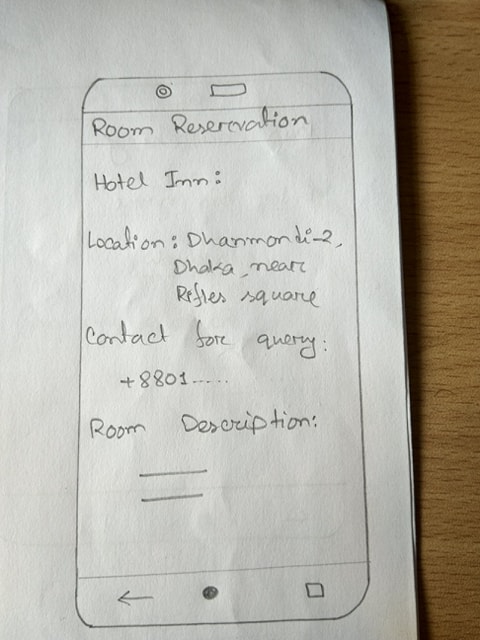 Room Reservation
Hotel Inn:
Location: Dhanmondi-2,
Dhaka, near
Rifles square
Contact for query:
+8801.....
Room Description: